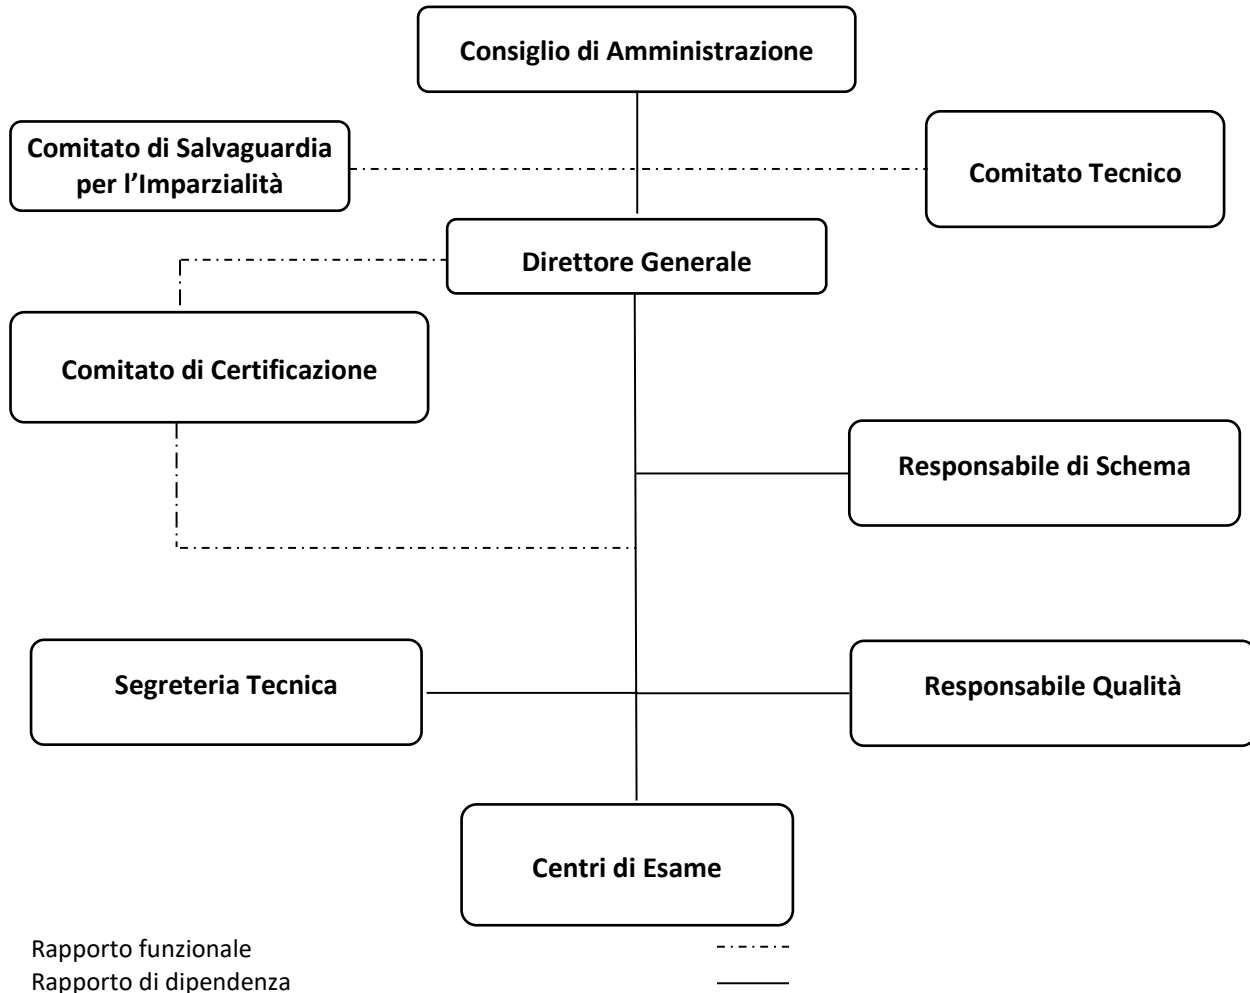 Consiglio di Amministrazione
Comitato di Salvaguardia
per l’Imparzialità
Comitato Tecnico
Direttore Generale
Comitato di Certificazione
Responsabile di Schema
Segreteria Tecnica
Responsabile Qualità
Centri di Esame
Rapporto funzionale
Rapporto di dipendenza